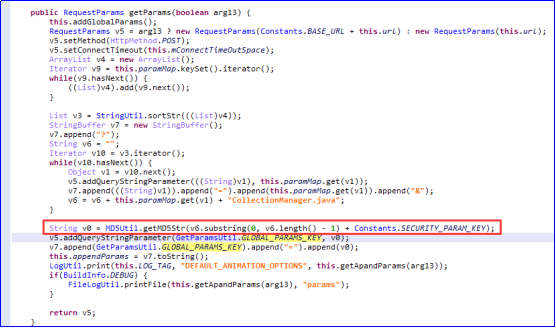 public RequestParams getParams(boolean arg13) {
this.addGlobalParams();
RequestParams v5 = arg13 ? new RequestParams(Constants.BASE_URL + this.url) : new RequestParams(this.url);
v5.setMethod(HttpMethod.POST);
v5.setConnectTimeout(this.mConnectTimeOutSpace);
ArrayList v4 = new ArrayList();
Iterator v9 = this.paramMap.keySet().iterator();
while(v9.hasNext()) {
((List)v4).add(v9.next());
}
List v3 = StringUtil.sortStr(((List)v4));
StringBuffer v7 = new StringBuffer();
v7.append("?");
String v6 = "";
Iterator v10 = v3.iterator();
while(v10.hasNext()) {
Object v1 = v10.next();
v5.addQueryStringParameter(((String)v1), this.paramMap.get(v1));
v7.append(((String)v1)).append("=").append(this.paramMap.get(v1)).append("&");
v6 = v6 + this.paramMap.get(v1) + "CollectionManager.java";
}
String v0 = MD5Util.getMD5Str(v6.substring(0, v6.length() - 1) + Constants.SECURITY_PARAM_KEY);
v5.addQueryStringParameter(GetParamsUtil.GLOBAL_PARAMS_KEY, v0);
v7.append(GetParamsUtil.GLOBAL_PARAMS_KEY).append("=").append(v0);
this.appendParams = v7.toString();
LogUtil.print(this.LOG_TAG, "DEFAULT_ANIMATION_OPTIONS", this.getApandParams(arg13));
if(BuildInfo.DEBUG) {
FileLogUtil.printFile(this.getApandParams(arg13), "params");
}
return v5;
}